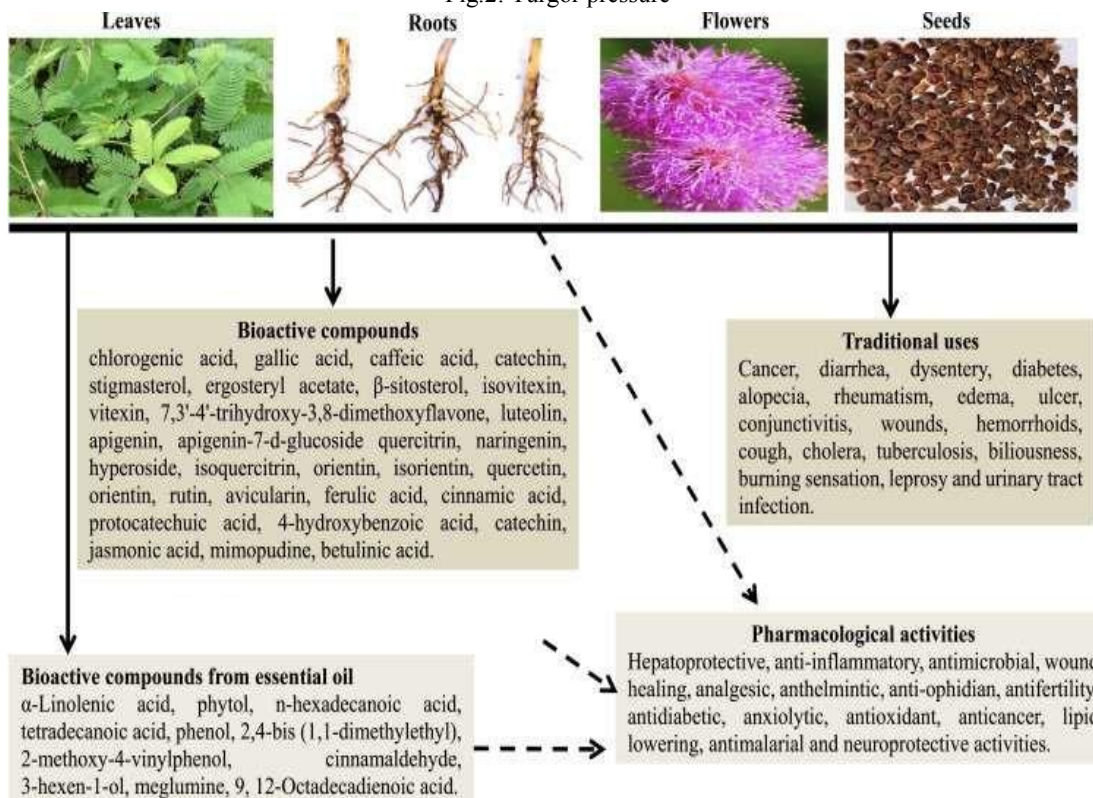 Fig.2: Turgor pressure
Leaves
Roots
Flowers
Seeds
Bioactive compounds
chlorogenic acid, gallic acid, caffeic acid, catechin,
stigmasterol, ergosteryl acetate, β-sitosterol, isovitexin,
vitexin, 7,3'-4'-trihydroxy-3,8-dimethoxyflavone, luteolin,
apigenin, apigenin-7-d-glucoside quercitrin, naringenin,
hyperoside, isoquercitrin, orientin, isorientin, quercetin,
orientin, rutin, avicularin, ferulic acid, cinnamic acid,
protocatechuic acid, 4-hydroxybenzoic acid, catechin,
jasmonic acid, mimopudine, betulinic acid.
Traditional uses
Cancer, diarrhea, dysentery, diabetes,
alopecia, rheumatism, edema, ulcer,
conjunctivitis, wounds, hemorrhoids,
cough, cholera, tuberculosis, biliousness,
burning sensation, leprosy and urinary tract
infection.
Bioactive compounds from essential oil
α-Linolenic acid, phytol, n-hexadecanoic acid,
tetradecanoic acid, phenol, 2,4-bis (1,1-dimethylethyl),
2-methoxy-4-vinylphenol, cinnamaldehyde,
3-hexen-1-ol, meglumine, 9, 12-Octadecadienoic acid.
Pharmacological activities
Hepatoprotective, anti-inflammatory, antimicrobial, wound
healing, analgesic, anthelmintic, anti-ophidian, antifertility
antidiabetic, anxiolytic, antioxidant, anticancer, lipid
lowering, antimalarial and neuroprotective activities.